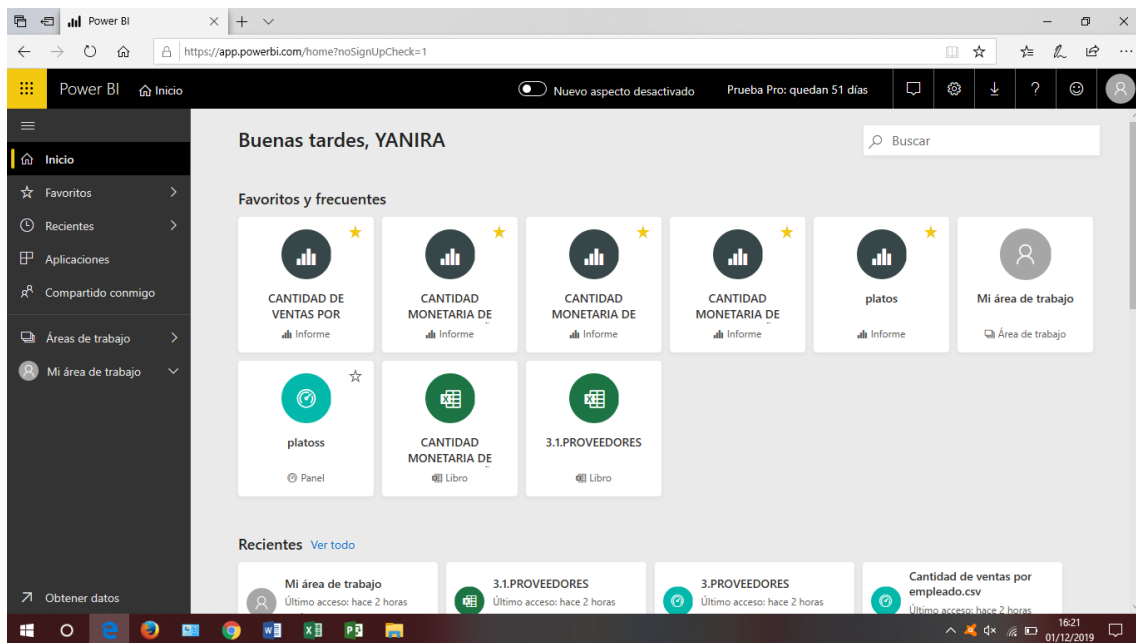 Power BI
https://app.powerbi.com/home?noSignUpCheck=1
Power BI
Inicio
Nuevo aspecto desactivado
Prueba Pro: quedan 51 días
Inicio
Favoritos
Recientes
Aplicaciones
Compartido conmigo
Áreas de trabajo
Mi área de trabajo
Obtener datos
Buenas tardes, YANIRA
Buscar
Favoritos y frecuentes
CANTIDAD DE
VENTAS POR
Informe
CANTIDAD
MONETARIA DE
Informe
CANTIDAD
MONETARIA DE
Informe
CANTIDAD
MONETARIA DE
Informe
platos
Informe
Mi área de trabajo
Área de trabajo
platoss
Panel
CANTIDAD
MONETARIA DE
Libro
3.1.PROVEEDORES
Libro
Recientes
Ver todo
Mi área de trabajo
Último acceso: hace 2 horas
3.1.PROVEEDORES
Último acceso: hace 2 horas
3.PROVEEDORES
Último acceso: hace 2 horas
Cantidad de ventas por
empleado.csv
Último acceso: hace 2 horas
16:21
01/12/2019